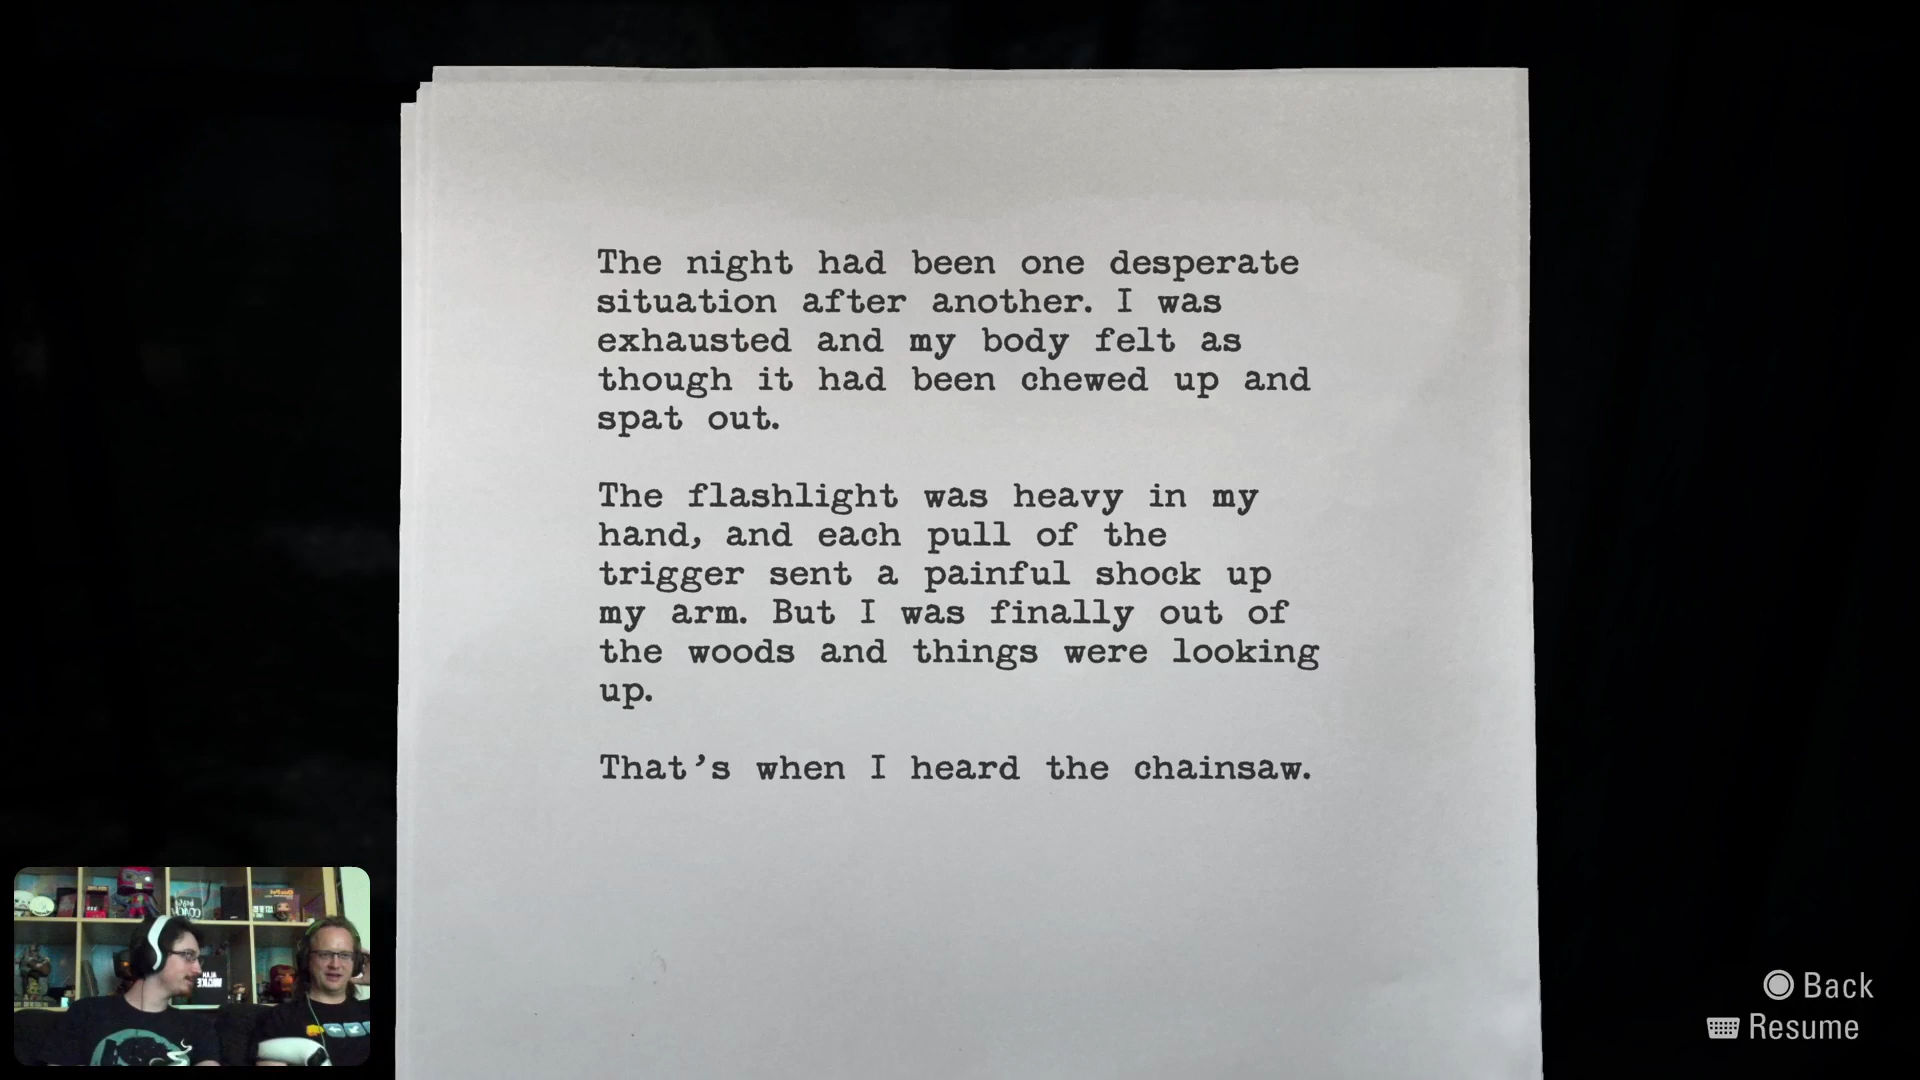 The night had been one desperate
situation after another. I was
exhausted and my body felt as
though it had been chewed up and
spat out.
The flashlight was heavy in my
hand, and each pull of the
trigger sent a painful shock up
my arm. But I was finally out of
the woods and things were looking
up.
That's when I heard the chainsaw.
Back
Resume